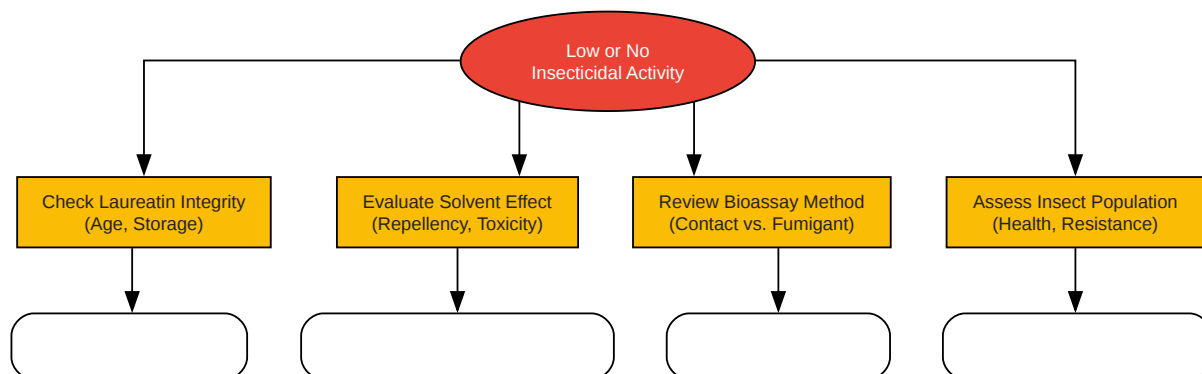 Low or No
Insecticidal Activity
Check Laureatin Integrity
(Age, Storage)
Evaluate Solvent Effect
(Repellency, Toxicity)
Review Bioassay Method
(Contact vs. Fumigant)
Assess Insect Population
(Health, Resistance)